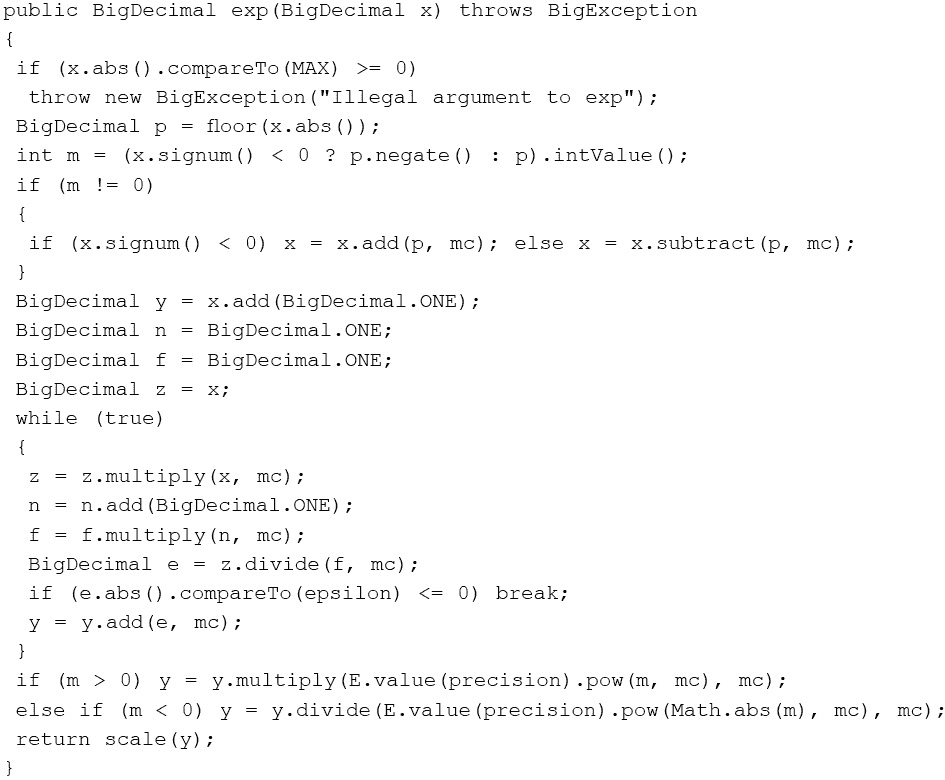 public BigDecimal exp(BigDecimal x) throws BigException
{
 if (x.abs().compareTo(MAX) >= 0)
  throw new BigException("Illegal argument to exp");
 BigDecimal p = floor(x.abs());
 int m = (x.signum() < 0 ? p.negate() : p).intValue();
 if (m != 0)
 {
  if (x.signum() < 0) x = x.add(p, mc); else x = x.subtract(p, mc);
 }
 BigDecimal y = x.add(BigDecimal.ONE);
 BigDecimal n = BigDecimal.ONE;
 BigDecimal f = BigDecimal.ONE;
 BigDecimal z = x;
 while (true)
 {
  z = z.multiply(x, mc);
  n = n.add(BigDecimal.ONE);
  f = f.multiply(n, mc);
  BigDecimal e = z.divide(f, mc);
  if (e.abs().compareTo(epsilon) <= 0) break;
  y = y.add(e, mc);
 }
 if (m > 0) y = y.multiply(E.value(precision).pow(m, mc), mc);
 else if (m < 0) y = y.divide(E.value(precision).pow(Math.abs(m), mc), mc);
 return scale(y);
}